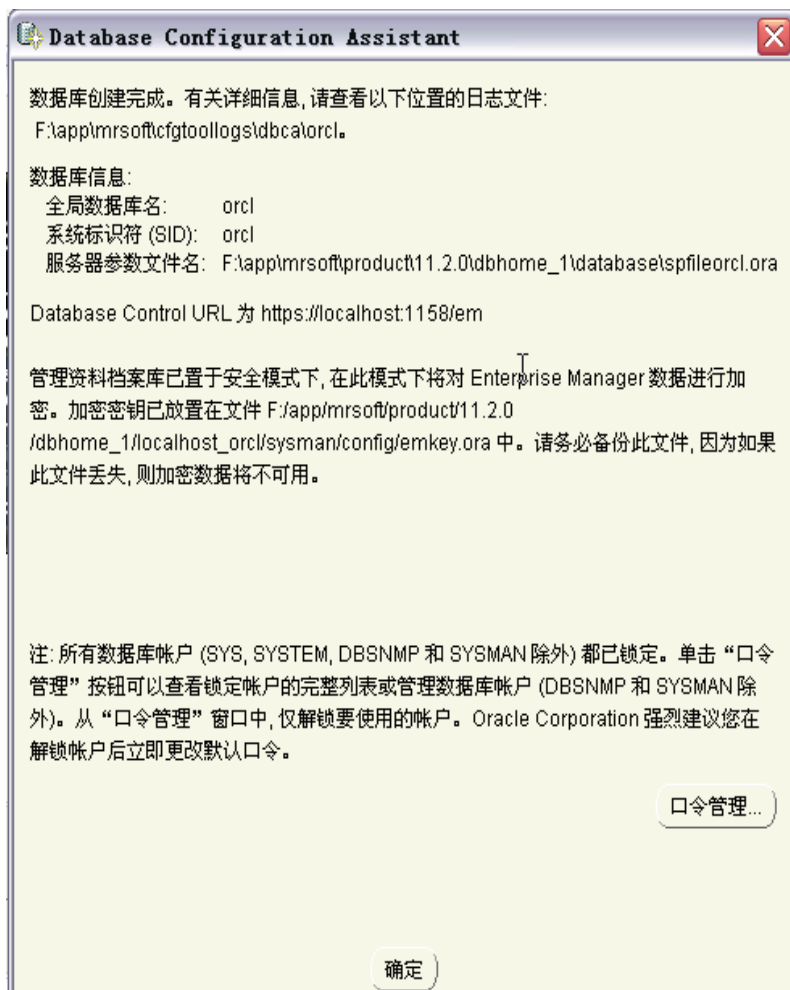 Database Configuration Assistant
数据库创建完成。有关详细信息, 请查看以下位置的日志文件:
F:\app\mrsoft\cfgtoollogs\dbca\orcl。
数据库信息:
全局数据库名: orcl
系统标识符 (SID): orcl
服务器参数文件名: F:\app\mrsoft\product\11.2.0\dbhome_1\database\spfileorcl.ora
Database Control URL 为 https://localhost:1158/em
管理资料档案库已置于安全模式下, 在此模式下将对 Enterprise Manager 数据进行加
密。加密密钥已放置在文件 F:/app/mrsoft/product/11.2.0
/dbhome_1/localhost_orcl/sysman/config/emkey.ora 中。请务必备份此文件, 因为如果
此文件丢失, 则加密数据将不可用。
注: 所有数据库帐户 (SYS, SYSTEM, DBSNMP 和 SYSMAN 除外) 都已锁定。单击“口令
管理”按钮可以查看锁定帐户的完整列表或管理数据库帐户 (DBSNMP 和 SYSMAN 除
外)。从“口令管理”窗口中, 仅解锁要使用的帐户。Oracle Corporation 强烈建议您在
解锁帐户后立即更改默认口令。
口令管理...
确定